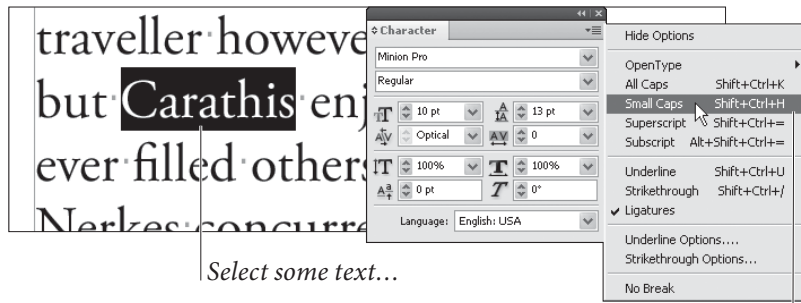 traveller howeve
but Carathis enj
ever filled others
Nerkes concurre
Select some text…
Character
Minion Pro
Regular
10 pt
13 pt
Optical
0
100%
100%
0 pt
0°
Language: English: USA
Hide Options
OpenType
All Caps Shift+Ctrl+K
Small Caps Shift+Ctrl+H
Superscript Shift+Ctrl+=
Subscript Alt+Shift+Ctrl+=
Underline Shift+Ctrl+U
Strikethrough Shift+Ctrl+/
Ligatures
Underline Options....
Strikethrough Options...
No Break